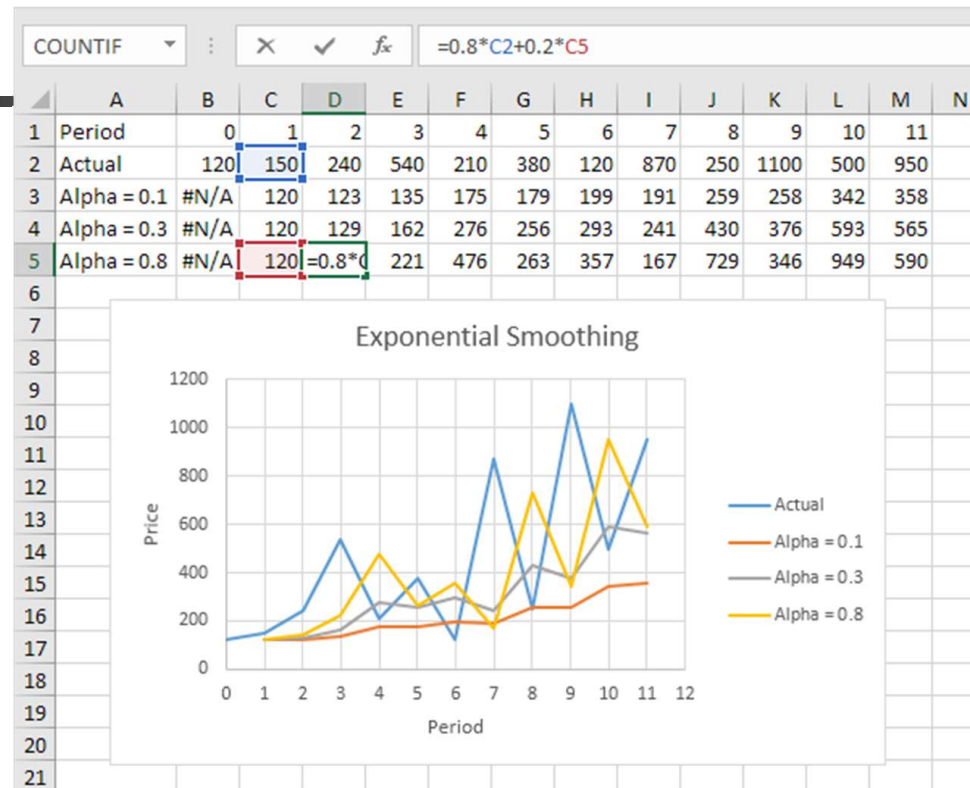 COUNTIF fx =0.8*C2+0.2*C5
A B C D E F G H I J K L M N
1 Period 0 1 2 3 4 5 6 7 8 9 10 11
2 Actual 120 150 240 540 210 380 120 870 250 1100 500 950
3 Alpha = 0.1 #N/A 120 123 135 175 179 199 191 259 258 342 358
4 Alpha = 0.3 #N/A 120 129 162 276 256 293 241 430 376 593 565
5 Alpha = 0.8 #N/A 120 =0.8* 221 476 263 357 167 729 346 949 590
6
7
8
9
10
11
12
13
14
15
16
17
18
19
20
21
Exponential Smoothing
1200
1000
800
600
400
200
0
Price
0 1 2 3 4 5 6 7 8 9 10 11 12
Period
Actual
Alpha = 0.1
Alpha = 0.3
Alpha = 0.8